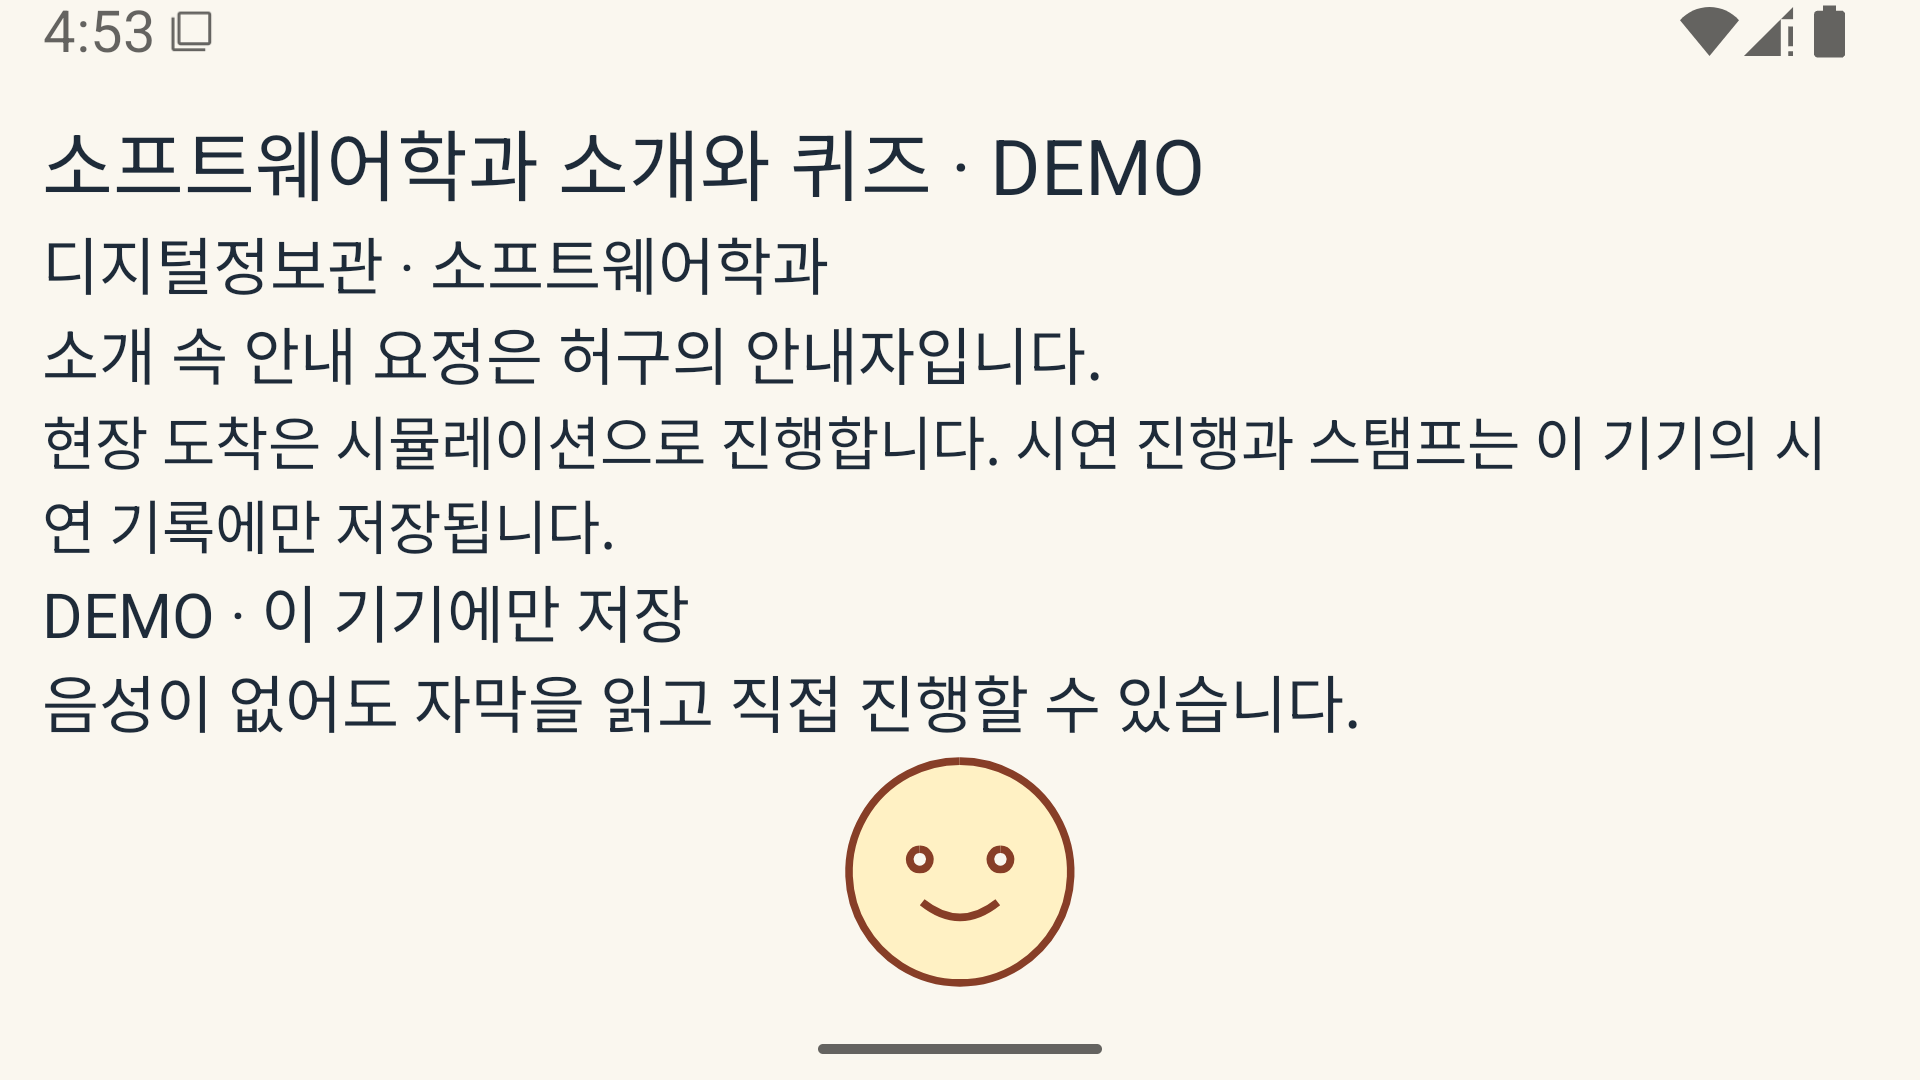 4:53
소프트웨어학과 소개와 퀴즈 · DEMO
디지털정보관 · 소프트웨어학과
소개 속 안내 요정은 허구의 안내자입니다.
현장 도착은 시뮬레이션으로 진행합니다. 시연 진행과 스탬프는 이 기기의 시
연 기록에만 저장됩니다.
DEMO · 이 기기에만 저장
음성이 없어도 자막을 읽고 직접 진행할 수 있습니다.